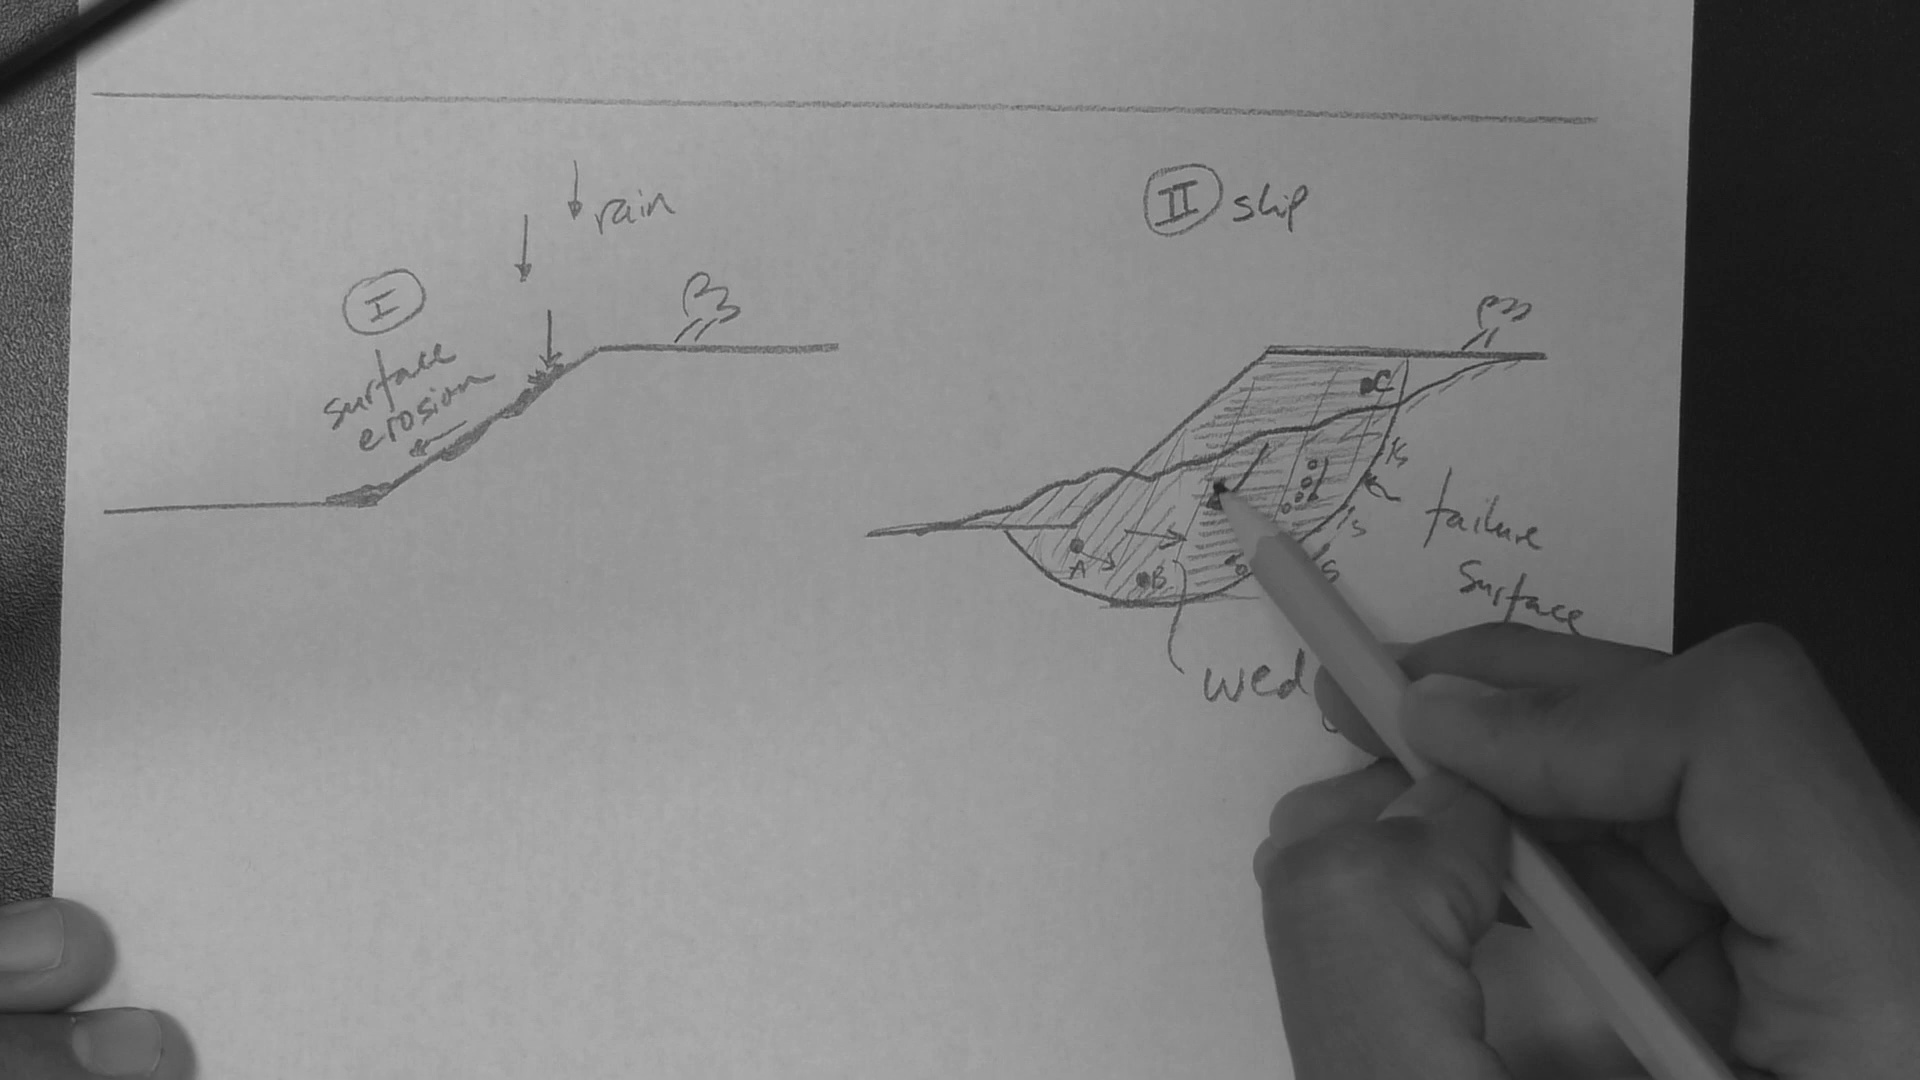 rain
I
surface
erosion
II slip
C
A
B
failure
surface
wed